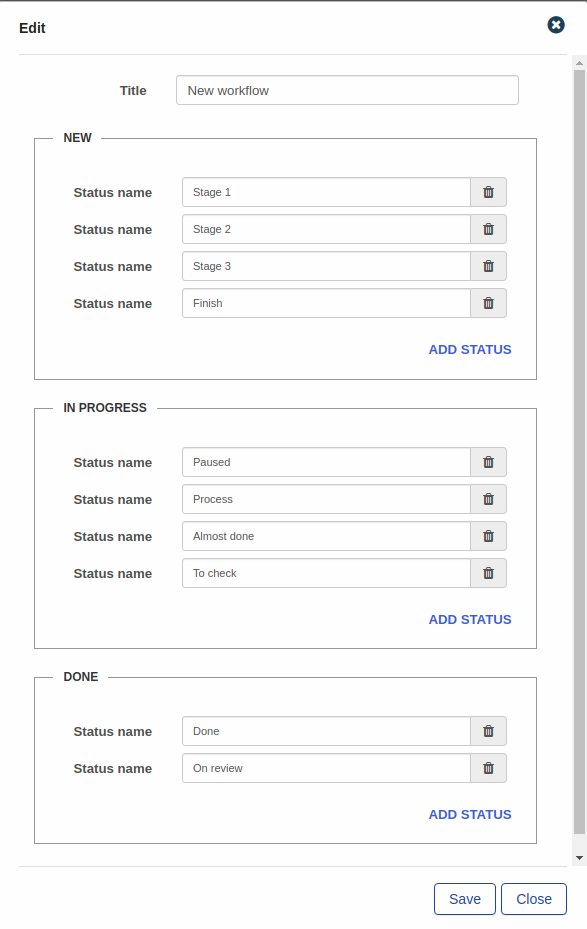 Edit
Title New workflow
NEW
Status name Stage 1
Status name Stage 2
Status name Stage 3
Status name Finish
ADD STATUS
IN PROGRESS
Status name Paused
Status name Process
Status name Almost done
Status name To check
ADD STATUS
DONE
Status name Done
Status name On review
ADD STATUS
Save Close